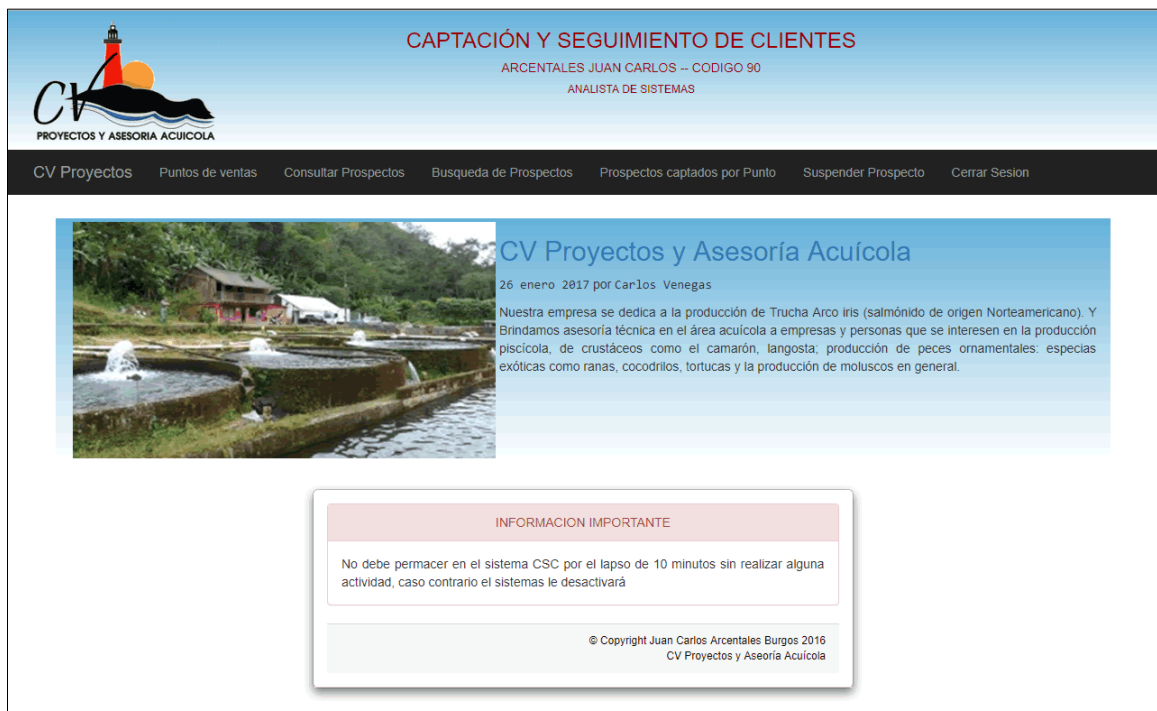 CAPTACIÓN Y SEGUIMIENTO DE CLIENTES
ARCENTALES JUAN CARLOS -- CODIGO 90
ANALISTA DE SISTEMAS
CV
PROYECTOS Y ASESORIA ACUICOLA
CV Proyectos Puntos de ventas Consultar Prospectos Busqueda de Prospectos Prospectos captados por Punto Suspender Prospecto Cerrar Sesion
CV Proyectos y Asesoría Acuícola
26 enero 2017 por Carlos Venegas
Nuestra empresa se dedica a la producción de Trucha Arco iris (salmónido de origen Norteamericano). Y
Brindamos asesoría técnica en el área acuícola a empresas y personas que se interesen en la producción
piscícola, de crustáceos como el camarón, langosta; producción de peces ornamentales: especias
exóticas como ranas, cocodrilos, tortucas y la producción de moluscos en general.
INFORMACION IMPORTANTE
No debe permacer en el sistema CSC por el lapso de 10 minutos sin realizar alguna
actividad, caso contrario el sistemas le desactivará
© Copyright Juan Carlos Arcentales Burgos 2016
CV Proyectos y Aseoría Acuícola